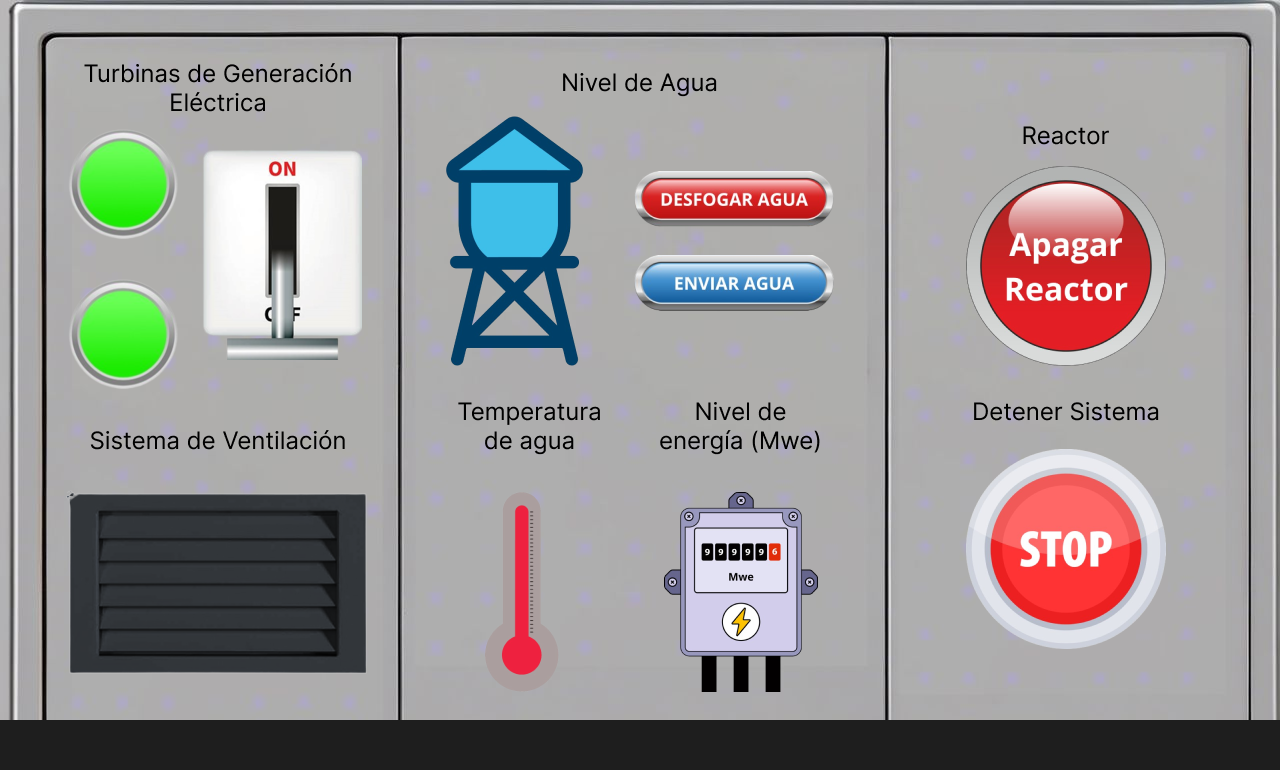 Turbinas de Generación
Eléctrica
ON
Sistema de Ventilación
Nivel de Agua
DESFOGAR AGUA
ENVIAR AGUA
Temperatura
de agua
Nivel de
energía (Mwe)
999996
Mwe
Reactor
Apagar
Reactor
Detener Sistema
STOP